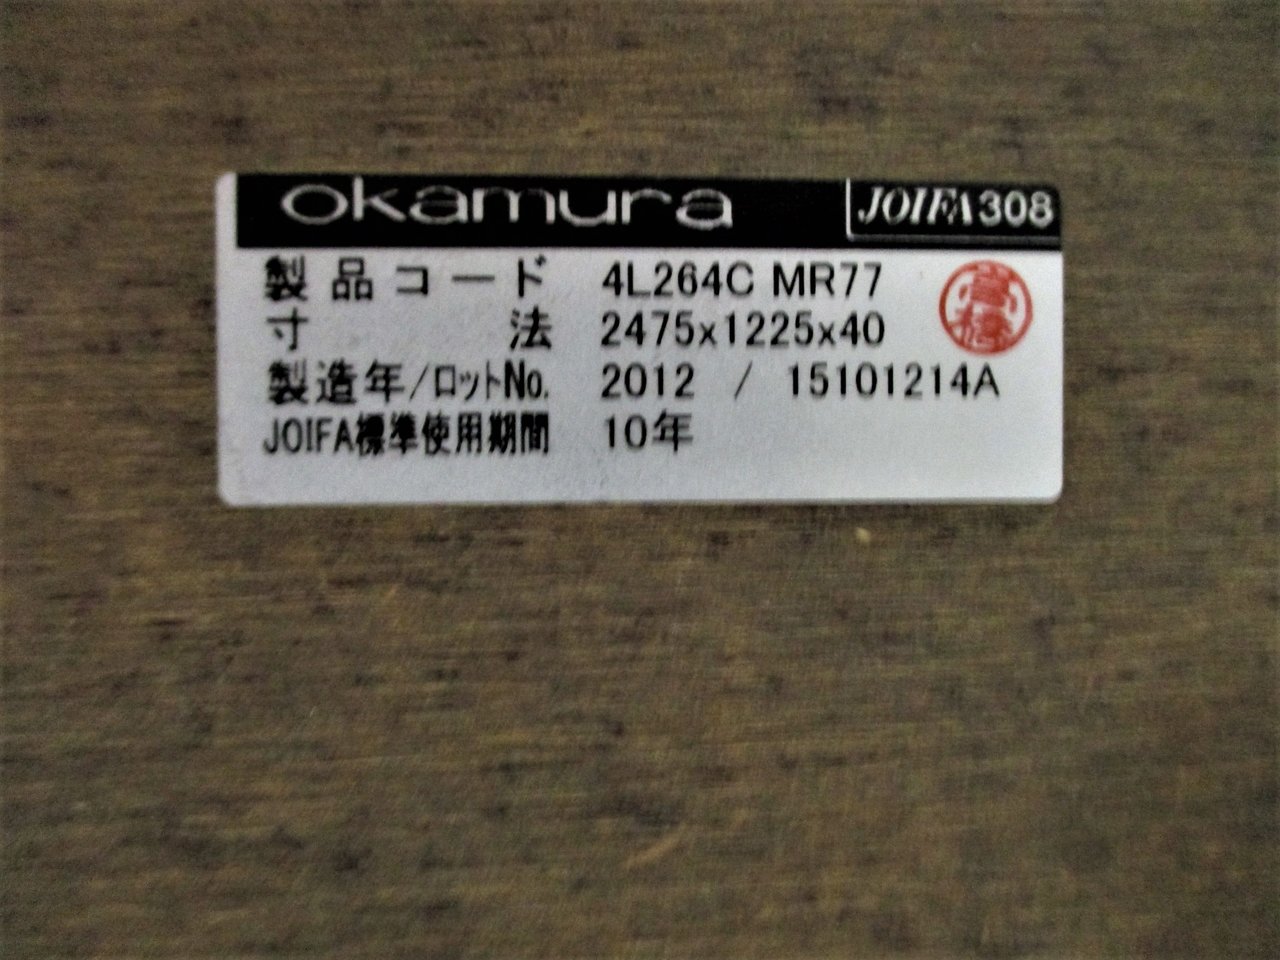 okamura JOIFA308
製品コード 4L264C MR77
寸法 2475x1225x40
製造年/ロットNo. 2012 / 15101214A
JOIFA標準使用期間 10年